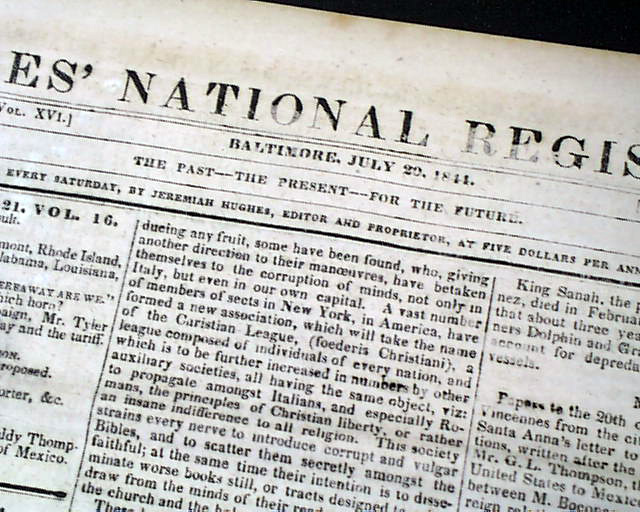 ES' NATIONAL REGIS
Vol. XVI.]
BALTIMORE, JULY 20, 1844.
THE PAST—THE PRESENT—FOR THE FUTURE.
EVERY SATURDAY, BY JEREMIAH HUGHES, EDITOR AND PROPRIETOR, AT FIVE DOLLARS PER ANN
21. VOL. 16.
ult.
mont, Rhode Island,
labama, Louisiana,
EREAWAY ARE WE."
hich horn?
paign, Mr. Tyler
ay and the tariff.
ION.
roposed.
orter, &c.
ddy Thomp-
of Mexico.
ducing any fruit, some have been found, who, giving
another direction to their manœuvres, have betaken
themselves to the corruption of minds, not only in
Italy, but even in our own capital. A vast number
of members of sects in New York, in America, have
formed a new association, which will take the name
of the Caristian League, (foederis Christiani), a
league composed of individuals of every nation, and
which is to be further increased in numbers by other
auxiliary societies, all having the same object, viz:
to propagate amongst Italians, and especially Ro-
mans, the principles of Christian liberty, or rather
an insane indifference to all religion. This society
strains every nerve to introduce corrupt and vulgar
Bibles, and to scatter them secretly amongst the
faithful; at the same time their intention is to disse-
minate worse books still, or tracts designed to
draw from the minds of their
the church and the
King Sanah, the
nez, died in Februar
that about three yea
ners Dolphin and Gra
account for depreda
vessels.
Papers to the 20th o
Vincennes from the
Santa Anna's letter
tions, written after the
Mr. G. L. Thompson, th
United States to Mexic
between M. Bocone
reign relat